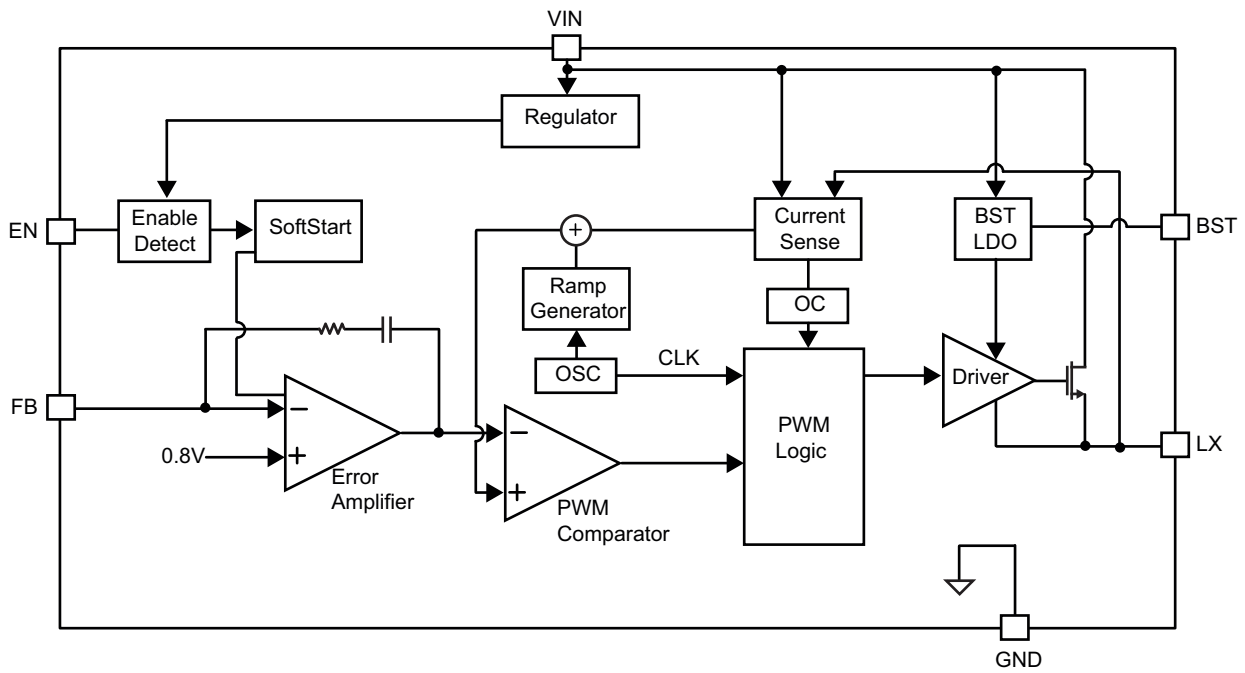 VIN
Regulator
EN
Enable
Detect
SoftStart
+
Current
Sense
BST
LDO
BST
Ramp
Generator
OC
OSC
CLK
Driver
FB
−
0.8V
+
Error
Amplifier
−
+
PWM
Comparator
PWM
Logic
LX
GND